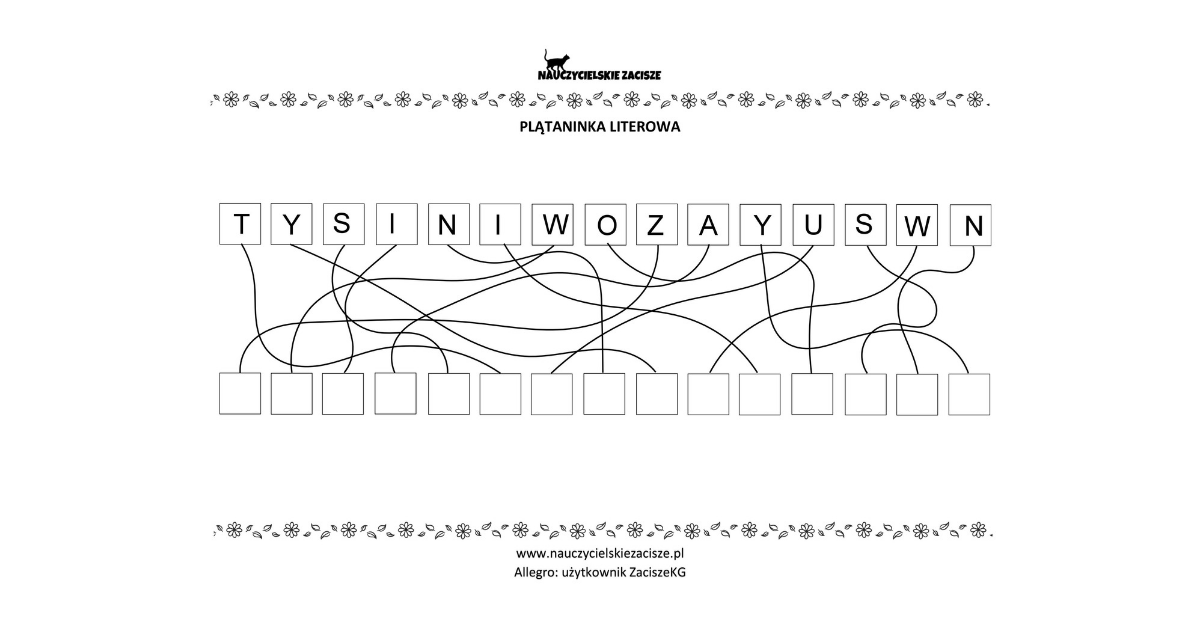 NAUCZYCIELSKIE ZACISZE
PLĄTANINKA LITEROWA
T Y S I N I W O Z A Y U S W N
www.nauczycielskiezacisze.pl
Allegro: użytkownik ZaciszeKG